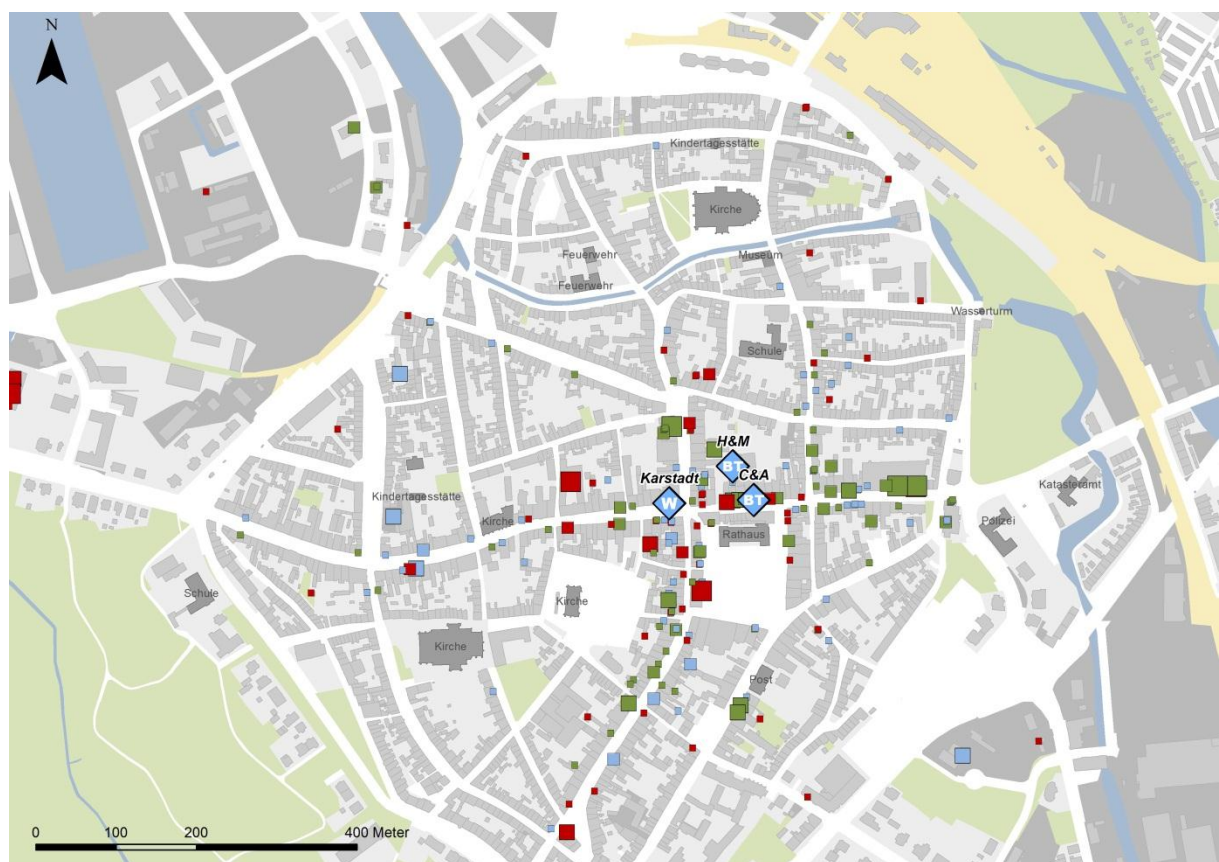 N
Kindertagesstätte
Kirche
Feuerwehr
Museum
Feuerwehr
Wasserturm
Schule
H&M
BT
Karstadt
C&A
W
BT
Katasteramt
Kindertagesstätte
Kirche
Polizei
Rathaus
Schule
Kirche
Kirche
Post
0 100 200 400 Meter